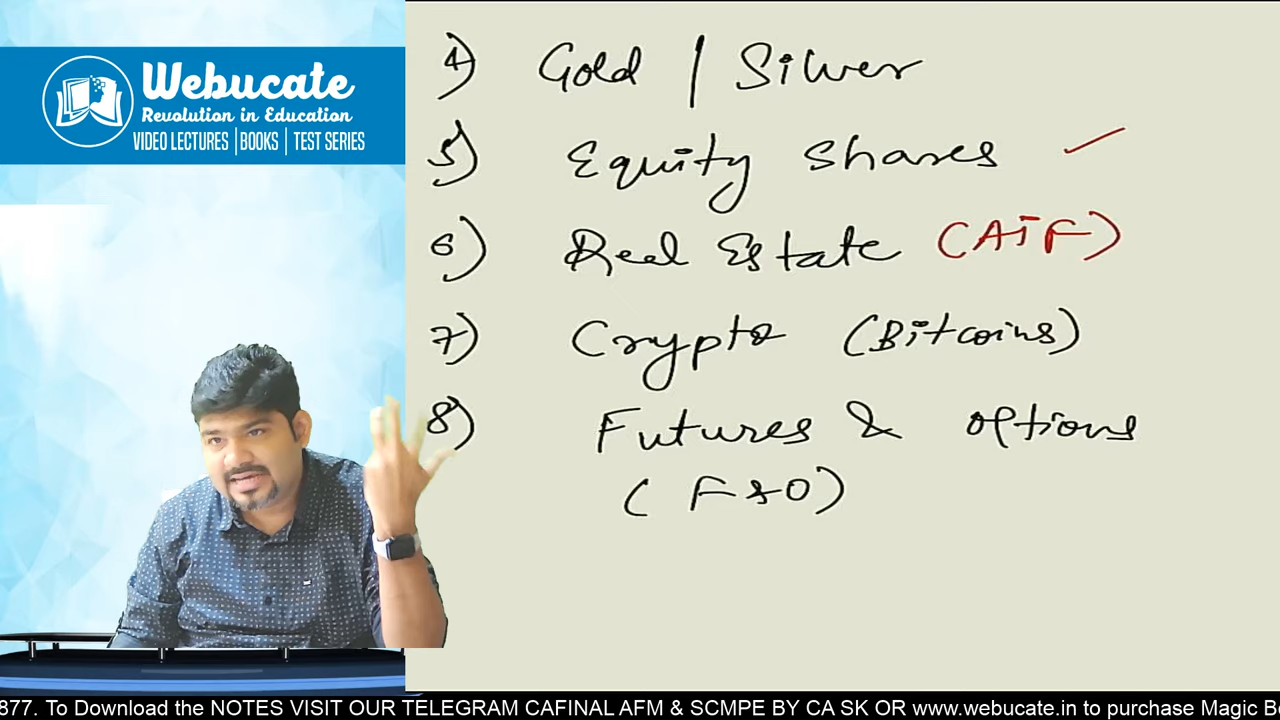 Webucate
Revolution in Education
VIDEO LECTURES | BOOKS | TEST SERIES
4) Gold / Silver
5) Equity Shares ✓
6) Real Estate (AIF)
7) Crypto (Bitcoins)
8) Futures & options
( F&O)
877. To Download the NOTES VISIT OUR TELEGRAM CAFINAL AFM & SCMPE BY CA SK OR www.webucate.in to purchase Magic Bo